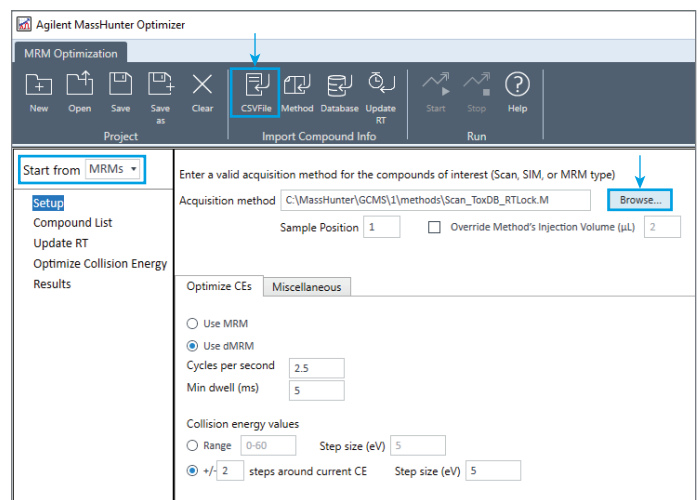 Agilent MassHunter Optimizer
MRM Optimization
New Open Save Save as Clear CSVFile Method Database Update RT Start Stop Help
Project Import Compound Info Run
Start from MRMs
Setup
Compound List
Update RT
Optimize Collision Energy
Results
Enter a valid acquisition method for the compounds of interest (Scan, SIM, or MRM type)
Acquisition method C:\MassHunter\GCMS\1\methods\Scan_ToxDB_RTLock.M Browse...
Sample Position 1 Override Method's Injection Volume (µL) 2
Optimize CEs Miscellaneous
Use MRM
Use dMRM
Cycles per second 2.5
Min dwell (ms) 5
Collision energy values
Range 0-60 Step size (eV) 5
+/- 2 steps around current CE Step size (eV) 5